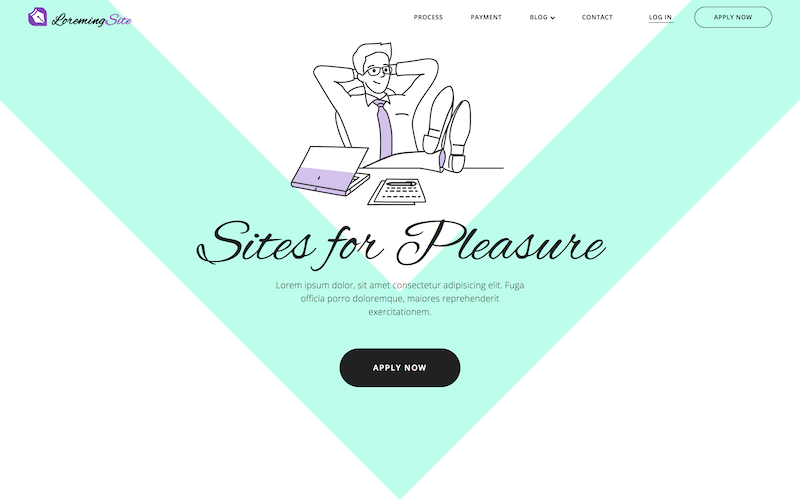 LoremingSite
PROCESS
PAYMENT
BLOG
CONTACT
LOG IN
APPLY NOW
Sites for Pleasure
Lorem ipsum dolor, sit amet consectetur adipisicing elit. Fuga
officia porro doloremque, maiores reprehenderit
exercitationem.
APPLY NOW